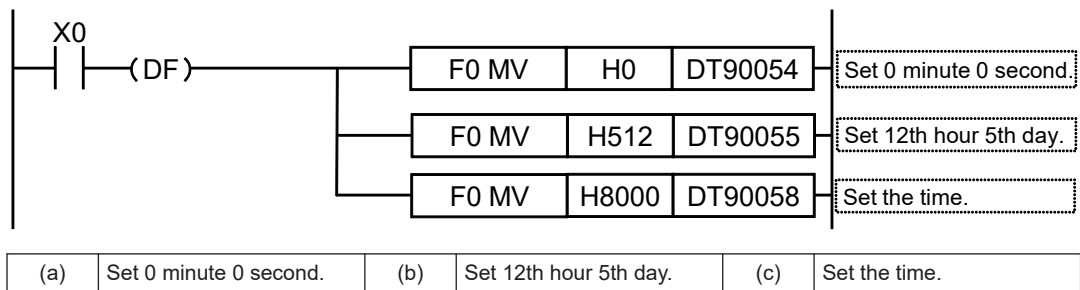 X0
(DF)
F0 MV H0 DT90054 Set 0 minute 0 second.
F0 MV H512 DT90055 Set 12th hour 5th day.
F0 MV H8000 DT90058 Set the time.
(a) Set 0 minute 0 second. (b) Set 12th hour 5th day. (c) Set the time.